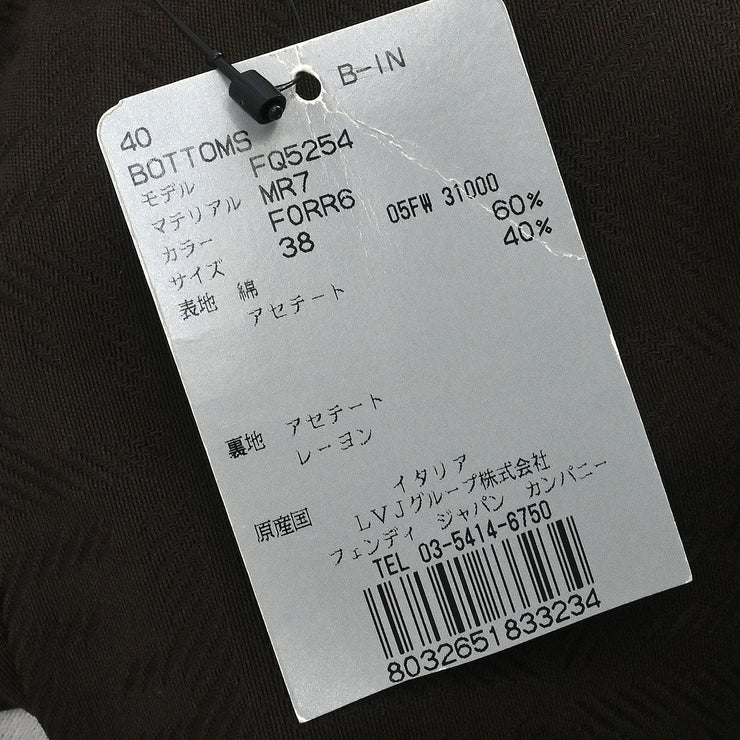 40 B-IN
BOTTOMS
モデル FQ5254
マテリアル MR7
カラー F0RR6 05FW 31000
サイズ 38 60%
表地 綿 40%
アセテート
裏地 アセテート
レーヨン
原産国 イタリア
LVJグループ株式会社
フェンディ ジャパン カンパニー
TEL 03-5414-6750
8032651833234